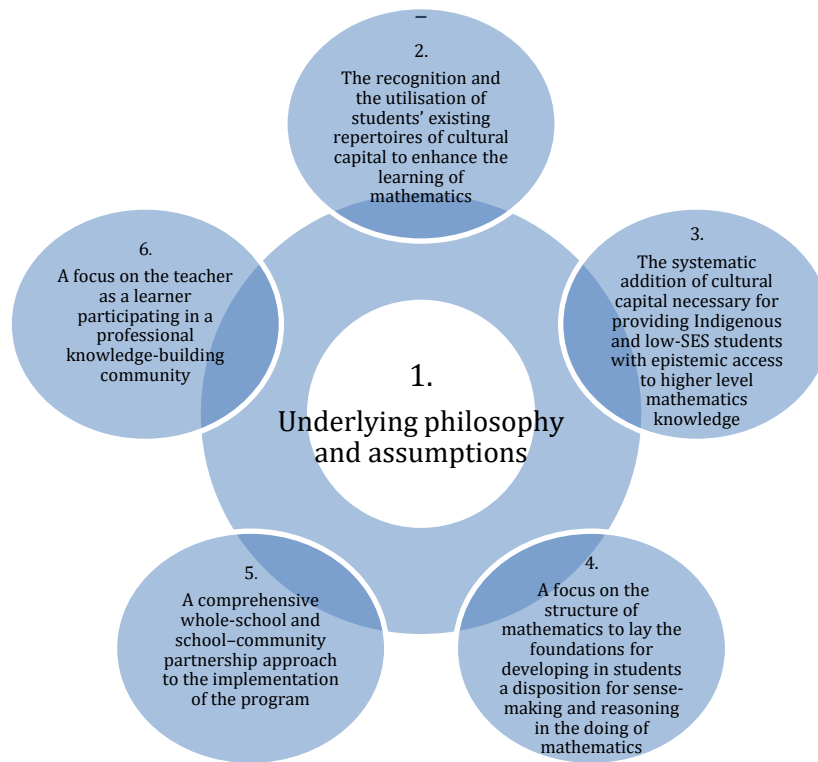 2.
The recognition and
the utilisation of
students’ existing
repertoires of cultural
capital to enhance the
learning of
mathematics
3.
The systematic
addition of cultural
capital necessary for
providing Indigenous
and low-SES students
with epistemic access
to higher level
mathematics
knowledge
4.
A focus on the
structure of
mathematics to lay the
foundations for
developing in students
a disposition for sense-
making and reasoning
in the doing of
mathematics
5.
A comprehensive
whole-school and
school–community
partnership approach
to the implementation
of the program
6.
A focus on the teacher
as a learner
participating in a
professional
knowledge-building
community
1.
Underlying philosophy
and assumptions